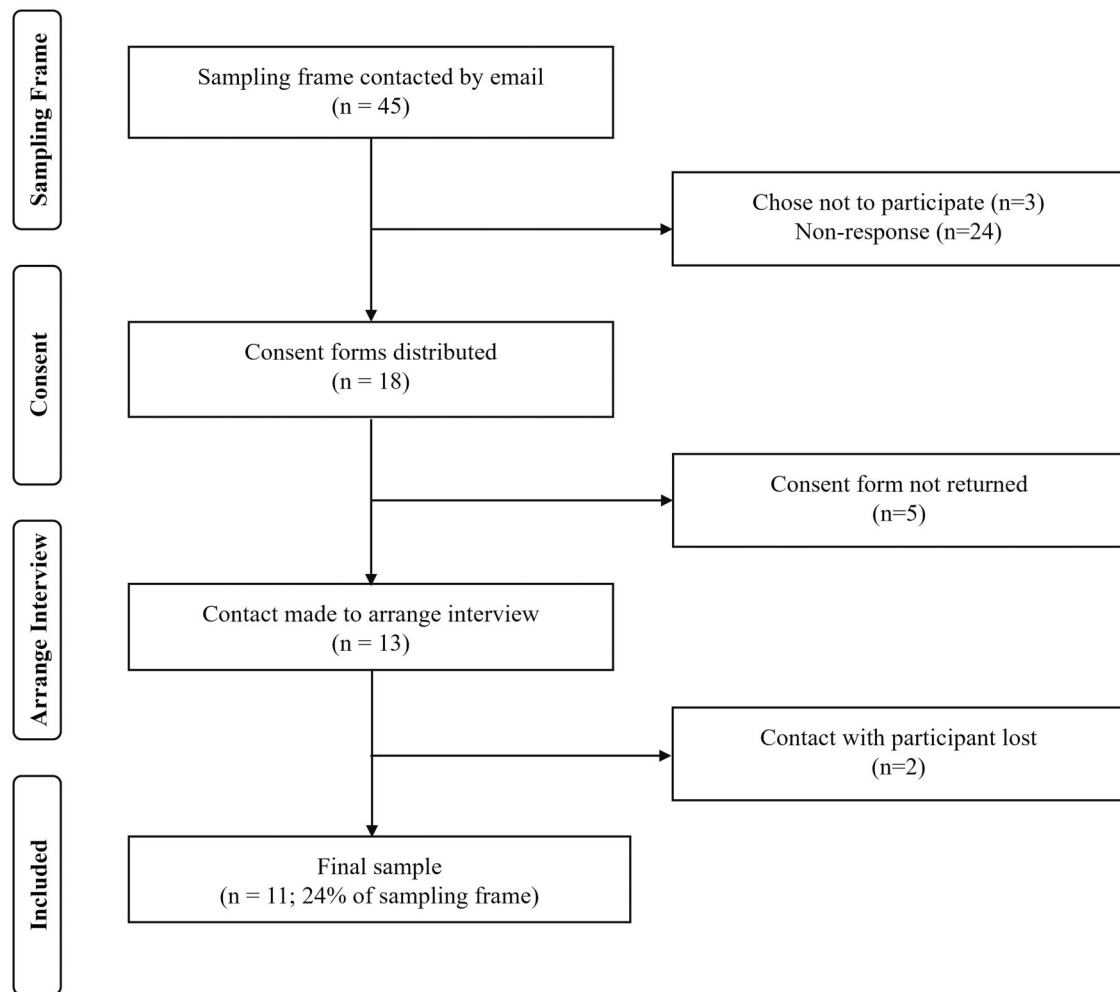 Sampling Frame
Sampling frame contacted by email
(n = 45)
Chose not to participate (n=3)
Non-response (n=24)
Consent
Consent forms distributed
(n = 18)
Consent form not returned
(n=5)
Arrange Interview
Contact made to arrange interview
(n = 13)
Contact with participant lost
(n=2)
Included
Final sample
(n = 11; 24% of sampling frame)